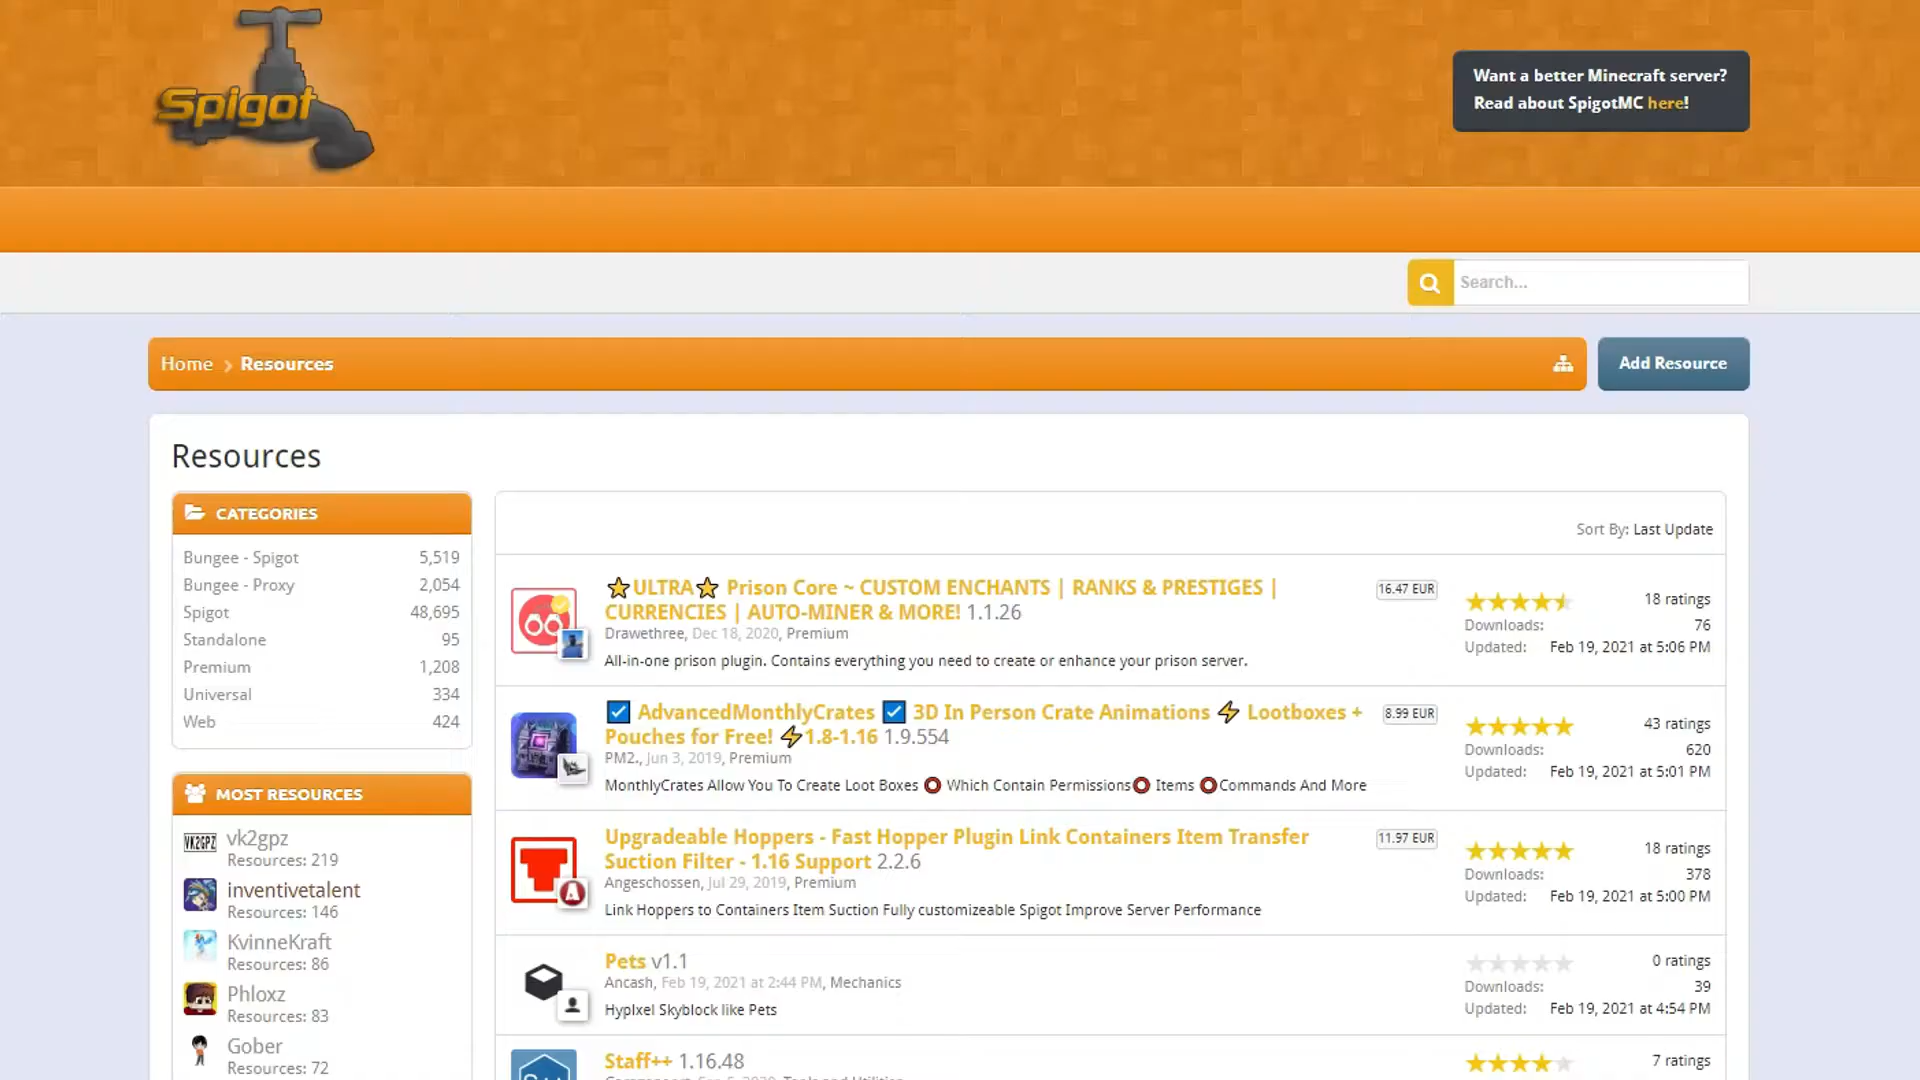 Spigot
Want a better Minecraft server?
Read about SpigotMC here!
Search...
Home
Resources
Add Resource
Resources
CATEGORIES
Bungee - Spigot 5,519
Bungee - Proxy 2,054
Spigot 48,695
Standalone 95
Premium 1,208
Universal 334
Web 424
MOST RESOURCES
VK2GPZ
vk2gpz
Resources: 219
inventivetalent
Resources: 146
KvinneKraft
Resources: 86
Phloxz
Resources: 83
Gober
Resources: 72
Sort By: Last Update
⭐ULTRA⭐ Prison Core ~ CUSTOM ENCHANTS | RANKS & PRESTIGES |
CURRENCIES | AUTO-MINER & MORE! 1.1.26
Drawethree, Dec 18, 2020, Premium
All-in-one prison plugin. Contains everything you need to create or enhance your prison server.
16.47 EUR
18 ratings
Downloads: 76
Updated: Feb 19, 2021 at 5:06 PM
☑ AdvancedMonthlyCrates ☑ 3D In Person Crate Animations ⚡ Lootboxes +
Pouches for Free! ⚡1.8-1.16 1.9.554
PM2., Jun 3, 2019, Premium
MonthlyCrates Allow You To Create Loot Boxes ⭕ Which Contain Permissions⭕ Items ⭕Commands And More
8.99 EUR
43 ratings
Downloads: 620
Updated: Feb 19, 2021 at 5:01 PM
Upgradeable Hoppers - Fast Hopper Plugin Link Containers Item Transfer
Suction Filter - 1.16 Support 2.2.6
Angeschossen, Jul 29, 2019, Premium
Link Hoppers to Containers Item Suction Fully customizeable Spigot Improve Server Performance
11.97 EUR
18 ratings
Downloads: 378
Updated: Feb 19, 2021 at 5:00 PM
Pets v1.1
Ancash, Feb 19, 2021 at 2:44 PM, Mechanics
HypIxel Skyblock like Pets
0 ratings
Downloads: 39
Updated: Feb 19, 2021 at 4:54 PM
Staff++ 1.16.48
7 ratings